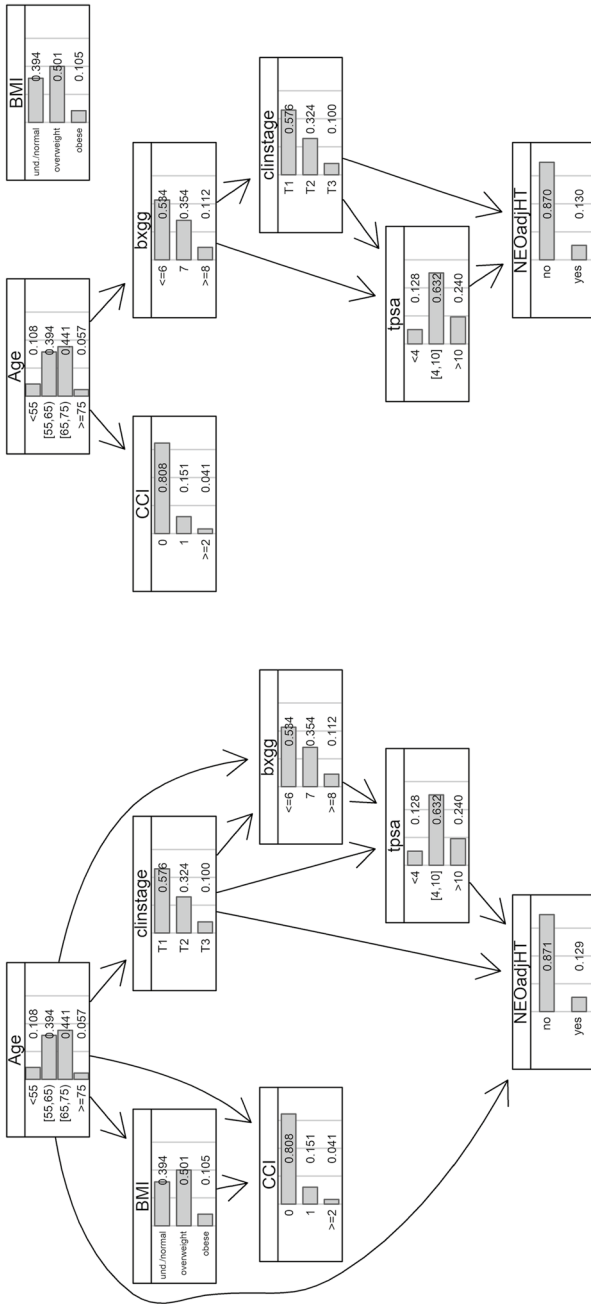 Age
<55 0.108
[55,65) 0.394
[65,75) 0.441
>=75 0.057
BMI
und./normal 0.394
overweight 0.501
obese 0.105
clinstage
T1 0.576
T2 0.324
T3 0.100
CCI
0 0.808
1 0.151
>=2 0.041
bxgg
<=6 0.534
7 0.354
>=8 0.112
tpsa
<4 0.128
[4,10] 0.632
>10 0.240
NEOadjHT
no 0.871
yes 0.129
Age
<55 0.108
[55,65) 0.394
[65,75) 0.441
>=75 0.057
BMI
und./normal 0.394
overweight 0.501
obese 0.105
CCI
0 0.808
1 0.151
>=2 0.041
bxgg
<=6 0.534
7 0.354
>=8 0.112
clinstage
T1 0.576
T2 0.324
T3 0.100
tpsa
<4 0.128
[4,10] 0.632
>10 0.240
NEOadjHT
no 0.870
yes 0.130